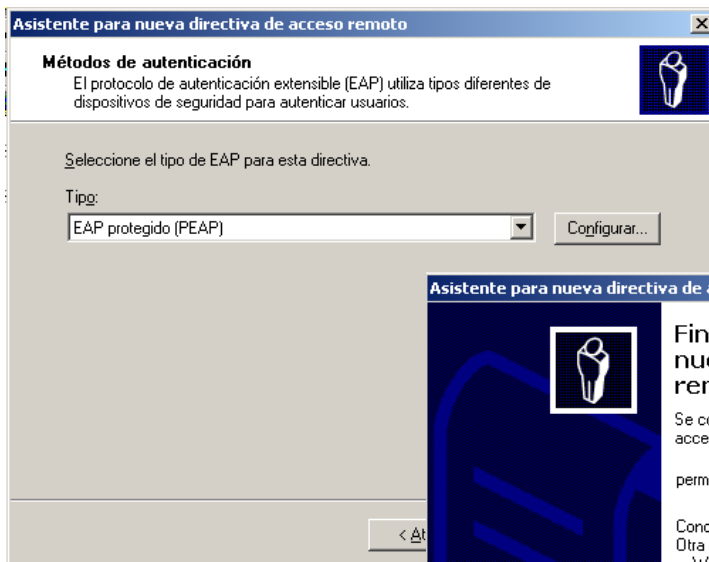 Asistente para nueva directiva de acceso remoto
Métodos de autenticación
El protocolo de autenticación extensible (EAP) utiliza tipos diferentes de
dispositivos de seguridad para autenticar usuarios.
Seleccione el tipo de EAP para esta directiva.
Tipo:
EAP protegido (PEAP)
Configurar...
Asistente para nueva directiva de
Fin
nue
rem
Se co
acce
perm
Otra
< At